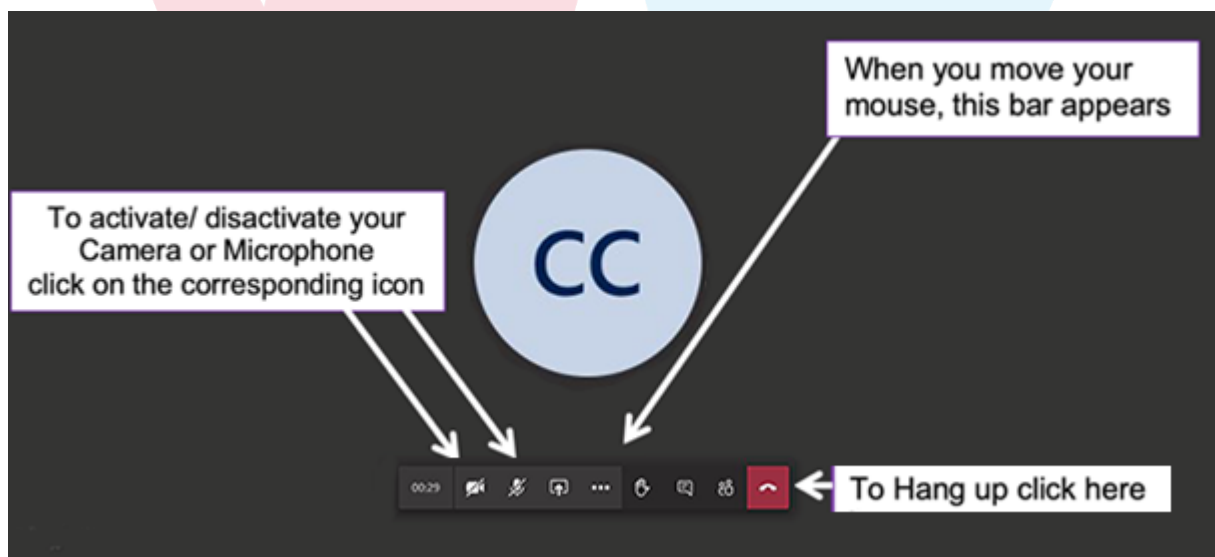 When you move your
mouse, this bar appears
To activate/ disactivate your
Camera or Microphone
click on the corresponding icon
CC
00:29
To Hang up click here